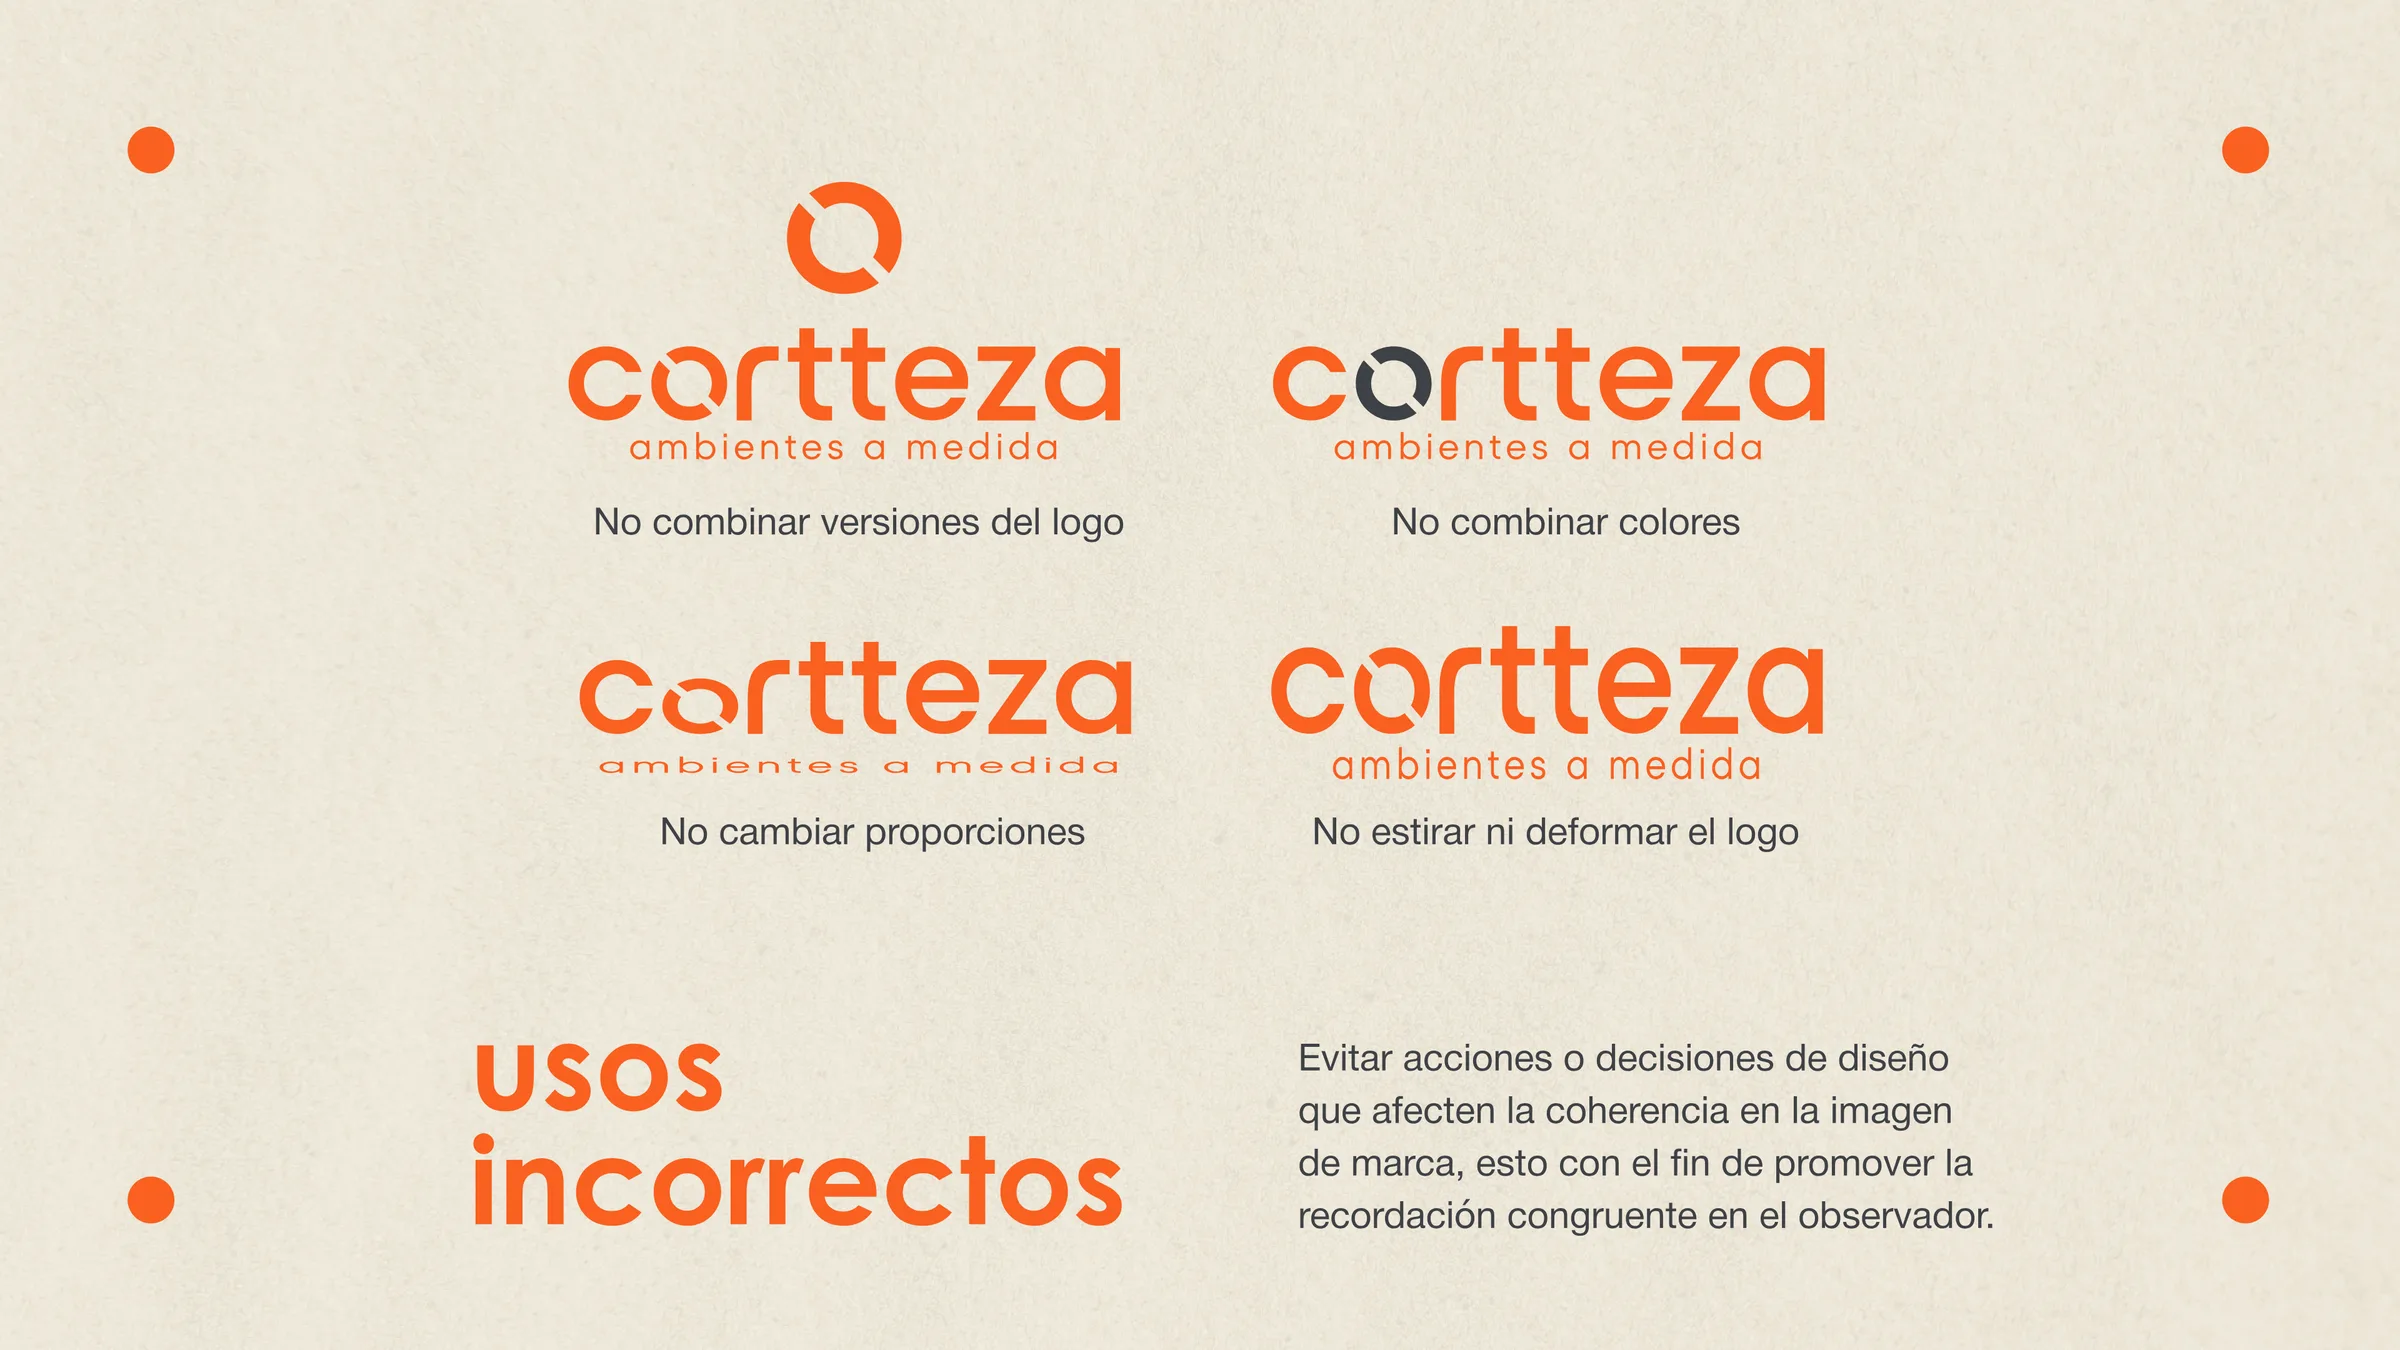 cortteza
ambientes a medida
No combinar versiones del logo
cortteza
ambientes a medida
No combinar colores
cortteza
ambientes a medida
No cambiar proporciones
cortteza
ambientes a medida
No estirar ni deformar el logo
usos
incorrectos
Evitar acciones o decisiones de diseño
que afecten la coherencia en la imagen
de marca, esto con el fin de promover la
recordación congruente en el observador.